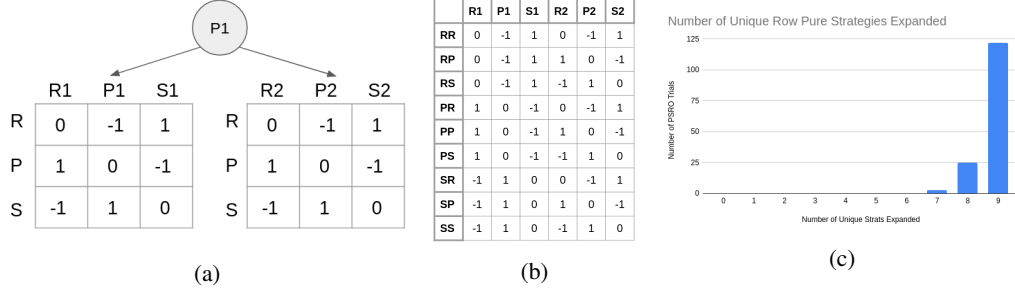 P1
R1 P1 S1
R 0 -1 1
P 1 0 -1
S -1 1 0
R2 P2 S2
R 0 -1 1
P 1 0 -1
S -1 1 0
(a)
R1 P1 S1 R2 P2 S2
RR 0 -1 1 0 -1 1
RP 0 -1 1 1 0 -1
RS 0 -1 1 -1 1 0
PR 1 0 -1 0 -1 1
PP 1 0 -1 1 0 -1
PS 1 0 -1 -1 1 0
SR -1 1 0 0 -1 1
SP -1 1 0 1 0 -1
SS -1 1 0 -1 1 0
(b)
Number of Unique Row Pure Strategies Expanded
Number of PSRO Trials
125
100
75
50
25
0
0 1 2 3 4 5 6 7 8 9
Number of Unique Strats Expanded
(c)